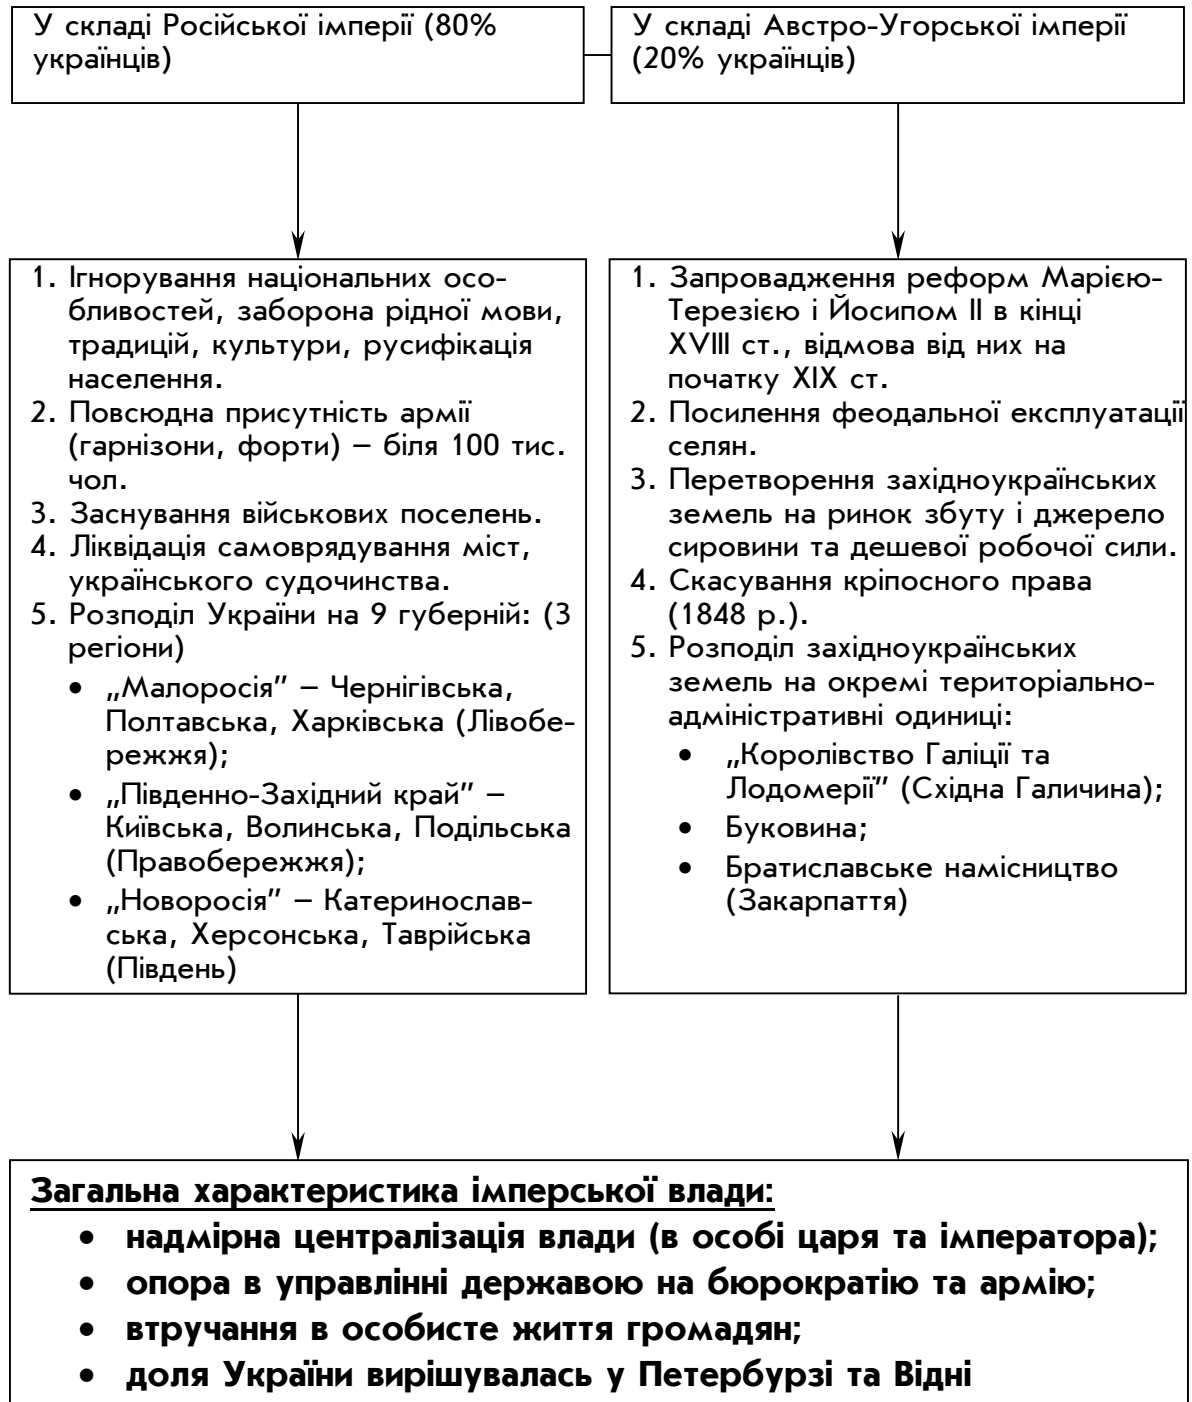 У складі Російської імперії (80%
українців)
У складі Австро-Угорської імперії
(20% українців)
1. Ігнорування національних осо-
бливостей, заборона рідної мови,
традицій, культури, русифікація
населення.
2. Повсюдна присутність армії
(гарнізони, форти) – біля 100 тис.
чол.
3. Заснування військових поселень.
4. Ліквідація самоврядування міст,
українського судочинства.
5. Розподіл України на 9 губерній: (3
регіони)
• „Малоросія” – Чернігівська,
Полтавська, Харківська (Лівобе-
режжя);
• „Південно-Західний край” –
Київська, Волинська, Подільська
(Правобережжя);
• „Новоросія” – Катеринослав-
ська, Херсонська, Таврійська
(Південь)
1. Запровадження реформ Марією-
Терезією і Йосипом II в кінці
XVIII ст., відмова від них на
початку XIX ст.
2. Посилення феодальної експлуатації
селян.
3. Перетворення західноукраїнських
земель на ринок збуту і джерело
сировини та дешевої робочої сили.
4. Скасування кріпосного права
(1848 р.).
5. Розподіл західноукраїнських
земель на окремі територіально-
адміністративні одиниці:
• „Королівство Галіції та
Лодомерії” (Східна Галичина);
• Буковина;
• Братиславське намісництво
(Закарпаття)
Загальна характеристика імперської влади:
• надмірна централізація влади (в особі царя та імператора);
• опора в управлінні державою на бюрократію та армію;
• втручання в особисте життя громадян;
• доля України вирішувалась у Петербурзі та Відні